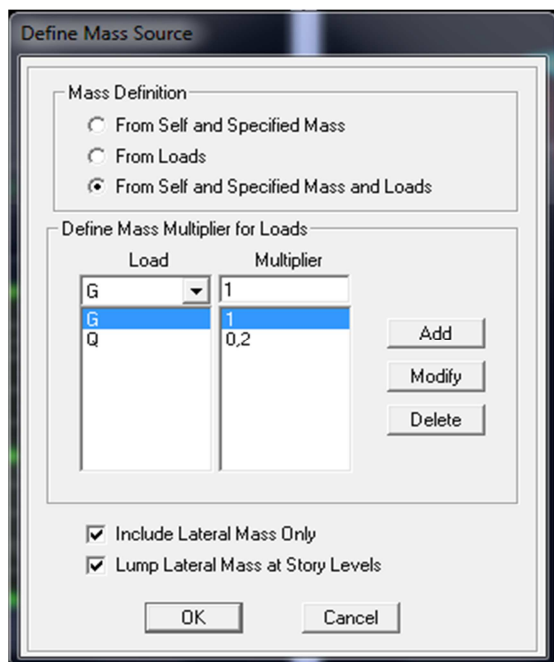 Define Mass Source
Mass Definition
From Self and Specified Mass
From Loads
From Self and Specified Mass and Loads
Define Mass Multiplier for Loads
Load Multiplier
G 1
G 1
Q 0,2
Add
Modify
Delete
Include Lateral Mass Only
Lump Lateral Mass at Story Levels
OK Cancel